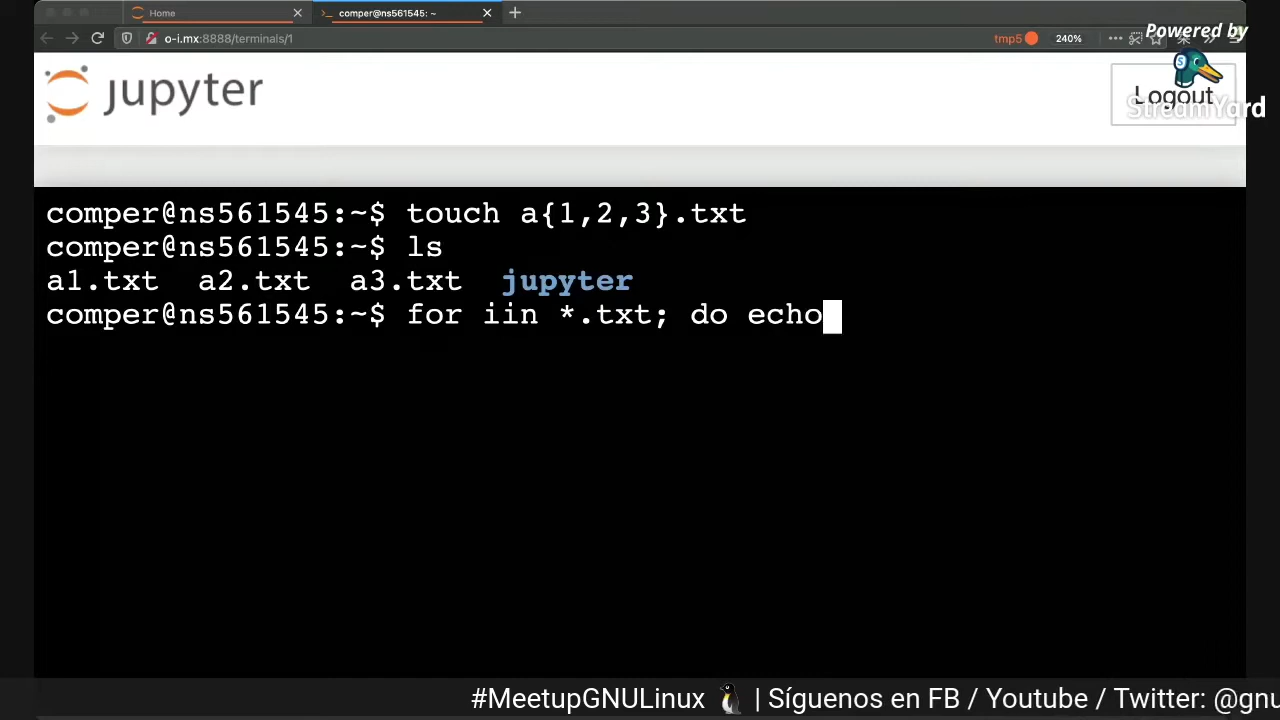 Home
comper@ns561545: ~
o-i.mx:8888/terminals/1
tmp5
240%
Powered by
jupyter
Logout
StreamYard
comper@ns561545:~$ touch a{1,2,3}.txt
comper@ns561545:~$ ls
a1.txt a2.txt a3.txt jupyter
comper@ns561545:~$ for iin *.txt; do echo
#MeetupGNULinux 🐧 | Síguenos en FB / Youtube / Twitter: @gnu